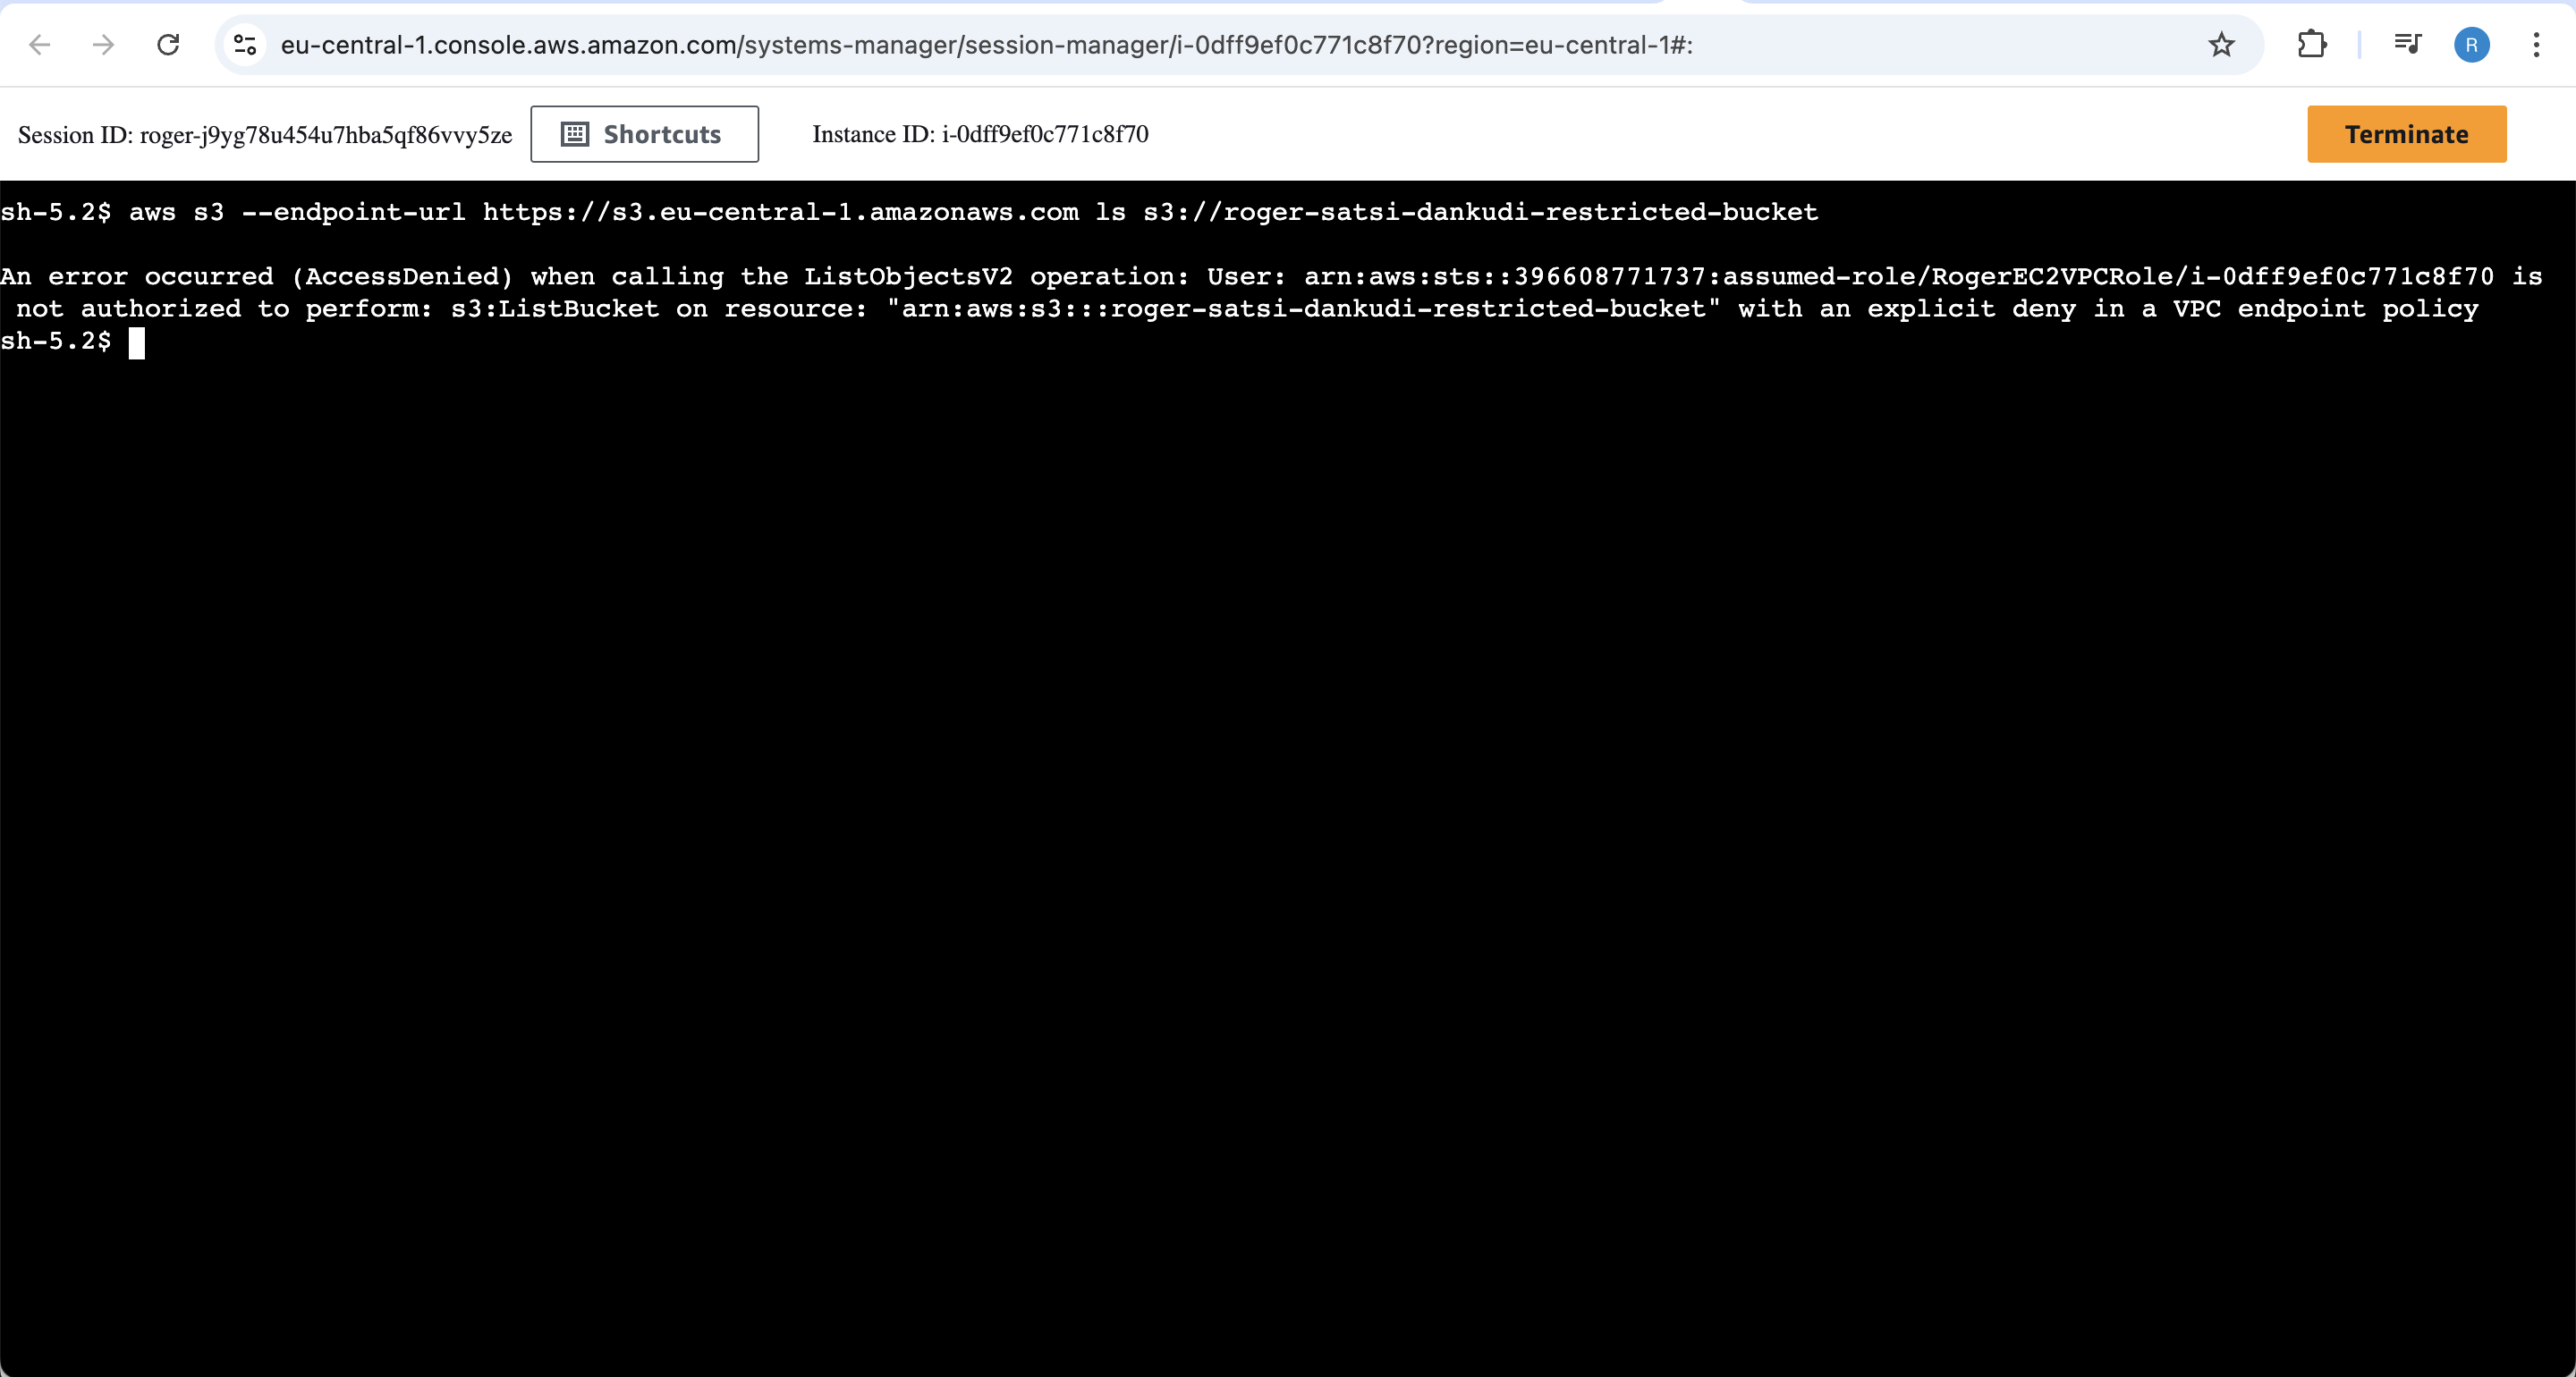 eu-central-1.console.aws.amazon.com/systems-manager/session-manager/i-0dff9ef0c771c8f70?region=eu-central-1#:
R
Session ID: roger-j9yg78u454u7hba5qf86vvy5ze
Shortcuts
Instance ID: i-0dff9ef0c771c8f70
Terminate
sh-5.2$ aws s3 --endpoint-url https://s3.eu-central-1.amazonaws.com ls s3://roger-satsi-dankudi-restricted-bucket
An error occurred (AccessDenied) when calling the ListObjectsV2 operation: User: arn:aws:sts::396608771737:assumed-role/RogerEC2VPCRole/i-0dff9ef0c771c8f70 is
not authorized to perform: s3:ListBucket on resource: "arn:aws:s3:::roger-satsi-dankudi-restricted-bucket" with an explicit deny in a VPC endpoint policy
sh-5.2$